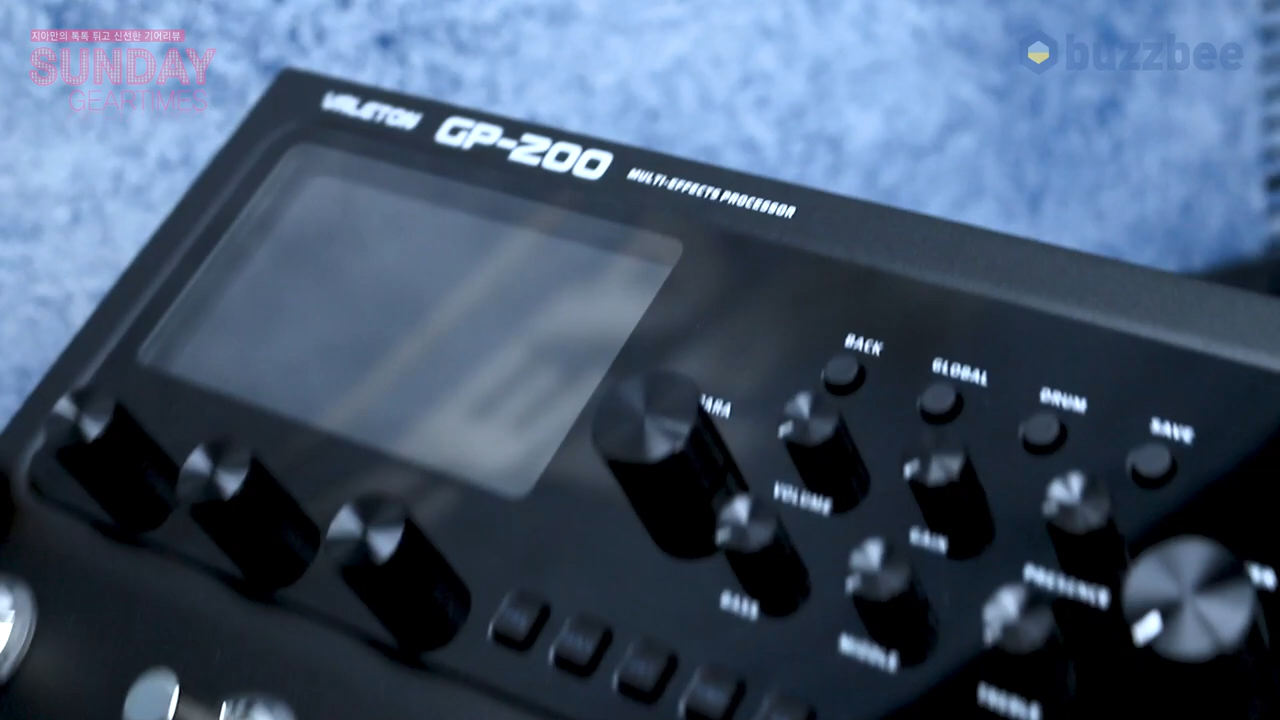 지아만의 톡톡 튀고 신선한 기어리뷰
SUNDAY
GEARTIMES
buzzbee
VALETON GP-200 MULTI-EFFECTS PROCESSOR
BACK
GLOBAL
DRUM
SAVE
PARA
VOLUME
GAIN
PRESENCE
BASS
MIDDLE
TREBLE